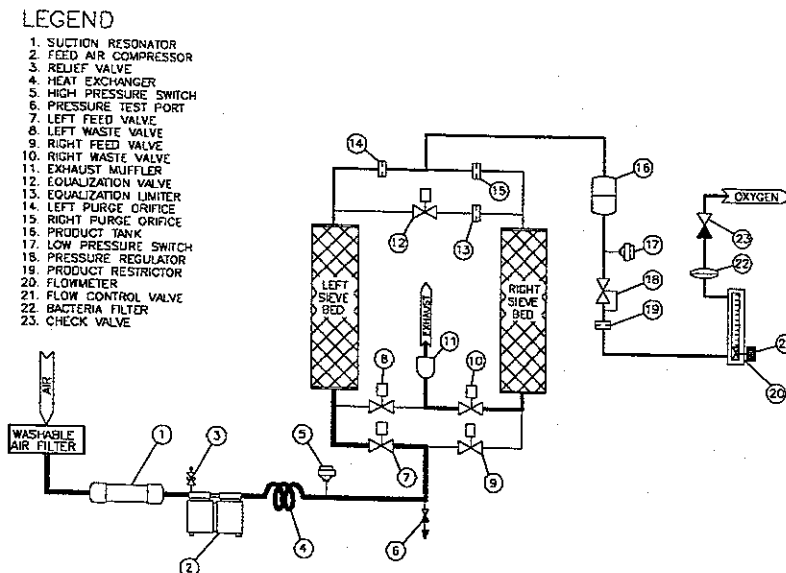 LEGEND
1. SUCTION RESONATOR
2. FEED AIR COMPRESSOR
3. RELIEF VALVE
4. HEAT EXCHANGER
5. HIGH PRESSURE SWITCH
6. PRESSURE TEST PORT
7. LEFT FEED VALVE
8. LEFT WASTE VALVE
9. RIGHT FEED VALVE
10. RIGHT WASTE VALVE
11. EXHAUST MUFFLER
12. EQUALIZATION VALVE
13. EQUALIZATION LIMITER
14. LEFT PURGE ORIFICE
15. RIGHT PURGE ORIFICE
16. PRODUCT TANK
17. LOW PRESSURE SWITCH
18. PRESSURE REGULATOR
19. PRODUCT RESTRICTOR
20. FLOWMETER
21. FLOW CONTROL VALVE
22. BACTERIA FILTER
23. CHECK VALVE
14
15
16
OXYGEN
23
12
13
17
22
LEFT
SIEVE
BED
EXHAUST
RIGHT
SIEVE
BED
18
19
11
8
10
20
AIR
WASHABLE
AIR FILTER
1
3
5
7
9
2
4
6